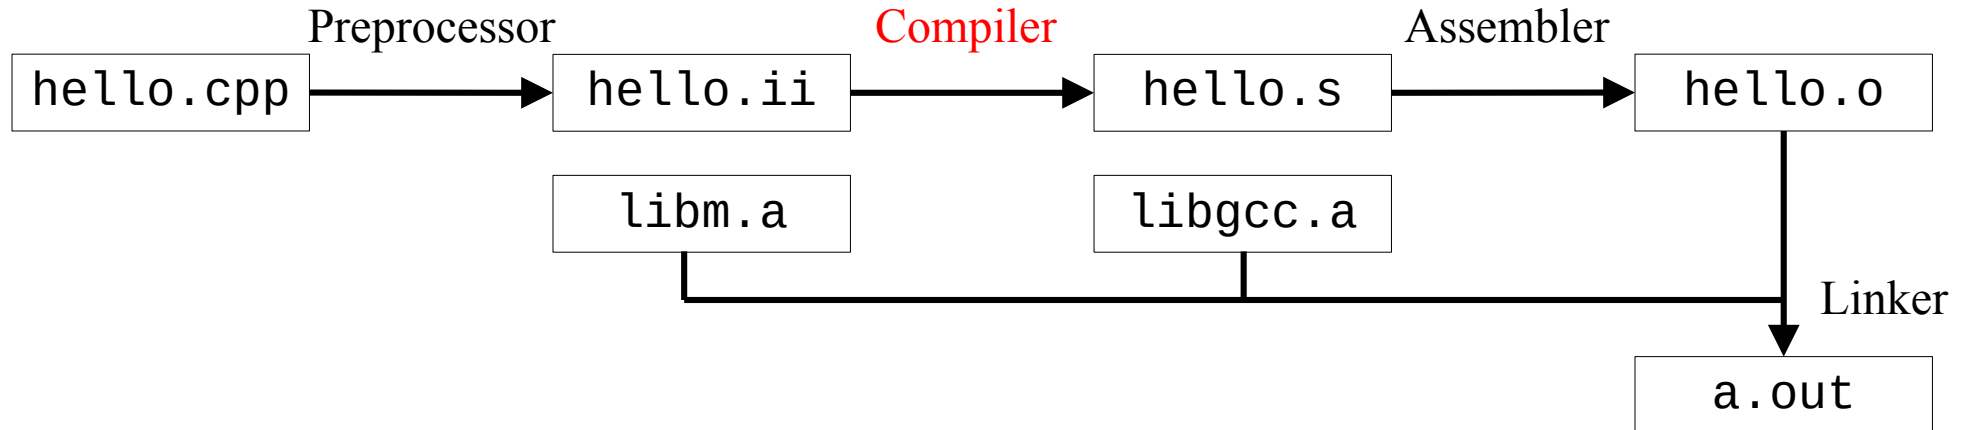 Preprocessor
Compiler
Assembler
hello.cpp
hello.ii
hello.s
hello.o
libm.a
libgcc.a
Linker
a.out